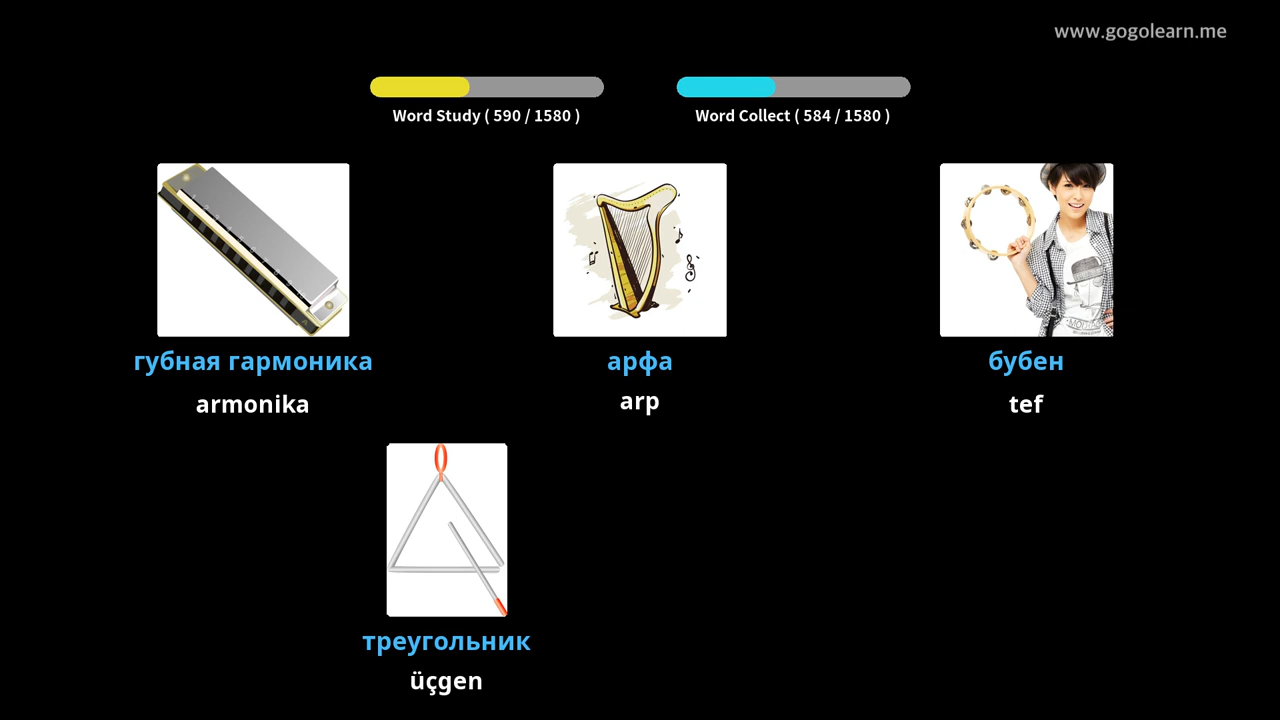 www.gogolearn.me
Word Study ( 590 / 1580 )
Word Collect ( 584 / 1580 )
губная гармоника
арфа
бубен
armonika
arp
tef
треугольник
üçgen